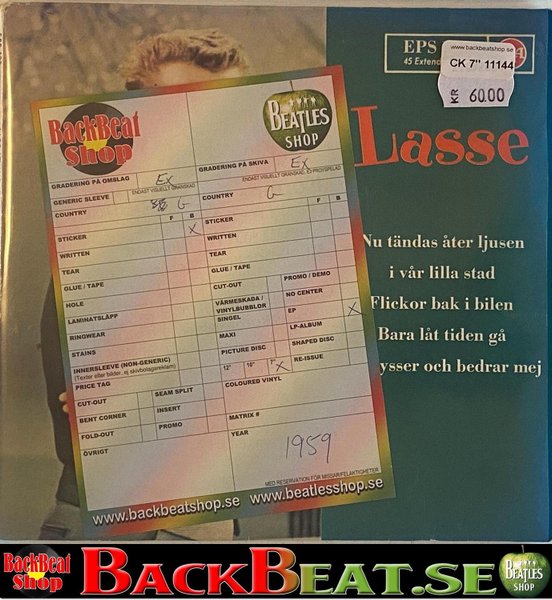 EPS
45 Extend
www.backbeatshop.se
CK 7" 11144
KR 60.00
Lasse
Nu tändas åter ljusen
i vår lilla stad
Flickor bak i bilen
Bara låt tiden gå
ysser och bedrar mej
BackBeat
Shop
BEATLES
SHOP
GRADERING PÅ OMSLAG Ex
GENERIC SLEEVE
ENDAST VISUELLT GRANSKAD
COUNTRY G
F B
STICKER X
WRITTEN
TEAR
GLUE / TAPE
HOLE
LAMINATSLÄPP
RINGWEAR
STAINS
INNERSLEEVE (NON-GENERIC)
(Texter eller bilder, ej skivbolagsreklam)
PRICE TAG
CUT-OUT
SEAM SPLIT
BENT CORNER
INSERT
FOLD-OUT
PROMO
ÖVRIGT
GRADERING PÅ SKIVA Ex
ENDAST VISUELLT GRANSKAD, EJ PROVSPELAD
COUNTRY G
F B
STICKER
WRITTEN
TEAR
GLUE / TAPE
CUT-OUT
PROMO / DEMO
VÄRMESKADA /
VINYLBUBBLOR
NO CENTER
SINGEL
EP X
MAXI
LP-ALBUM
PICTURE DISC
SHAPED DISC
12" 10" 7" X
RE-ISSUE
COLOURED VINYL
MATRIX #
YEAR
1959
MED RESERVATION FÖR MISSAR/FELAKTIGHETER
www.backbeatshop.se www.beatlesshop.se
BackBeat
Shop
BACKBEAT.SE
BEATLES
SHOP